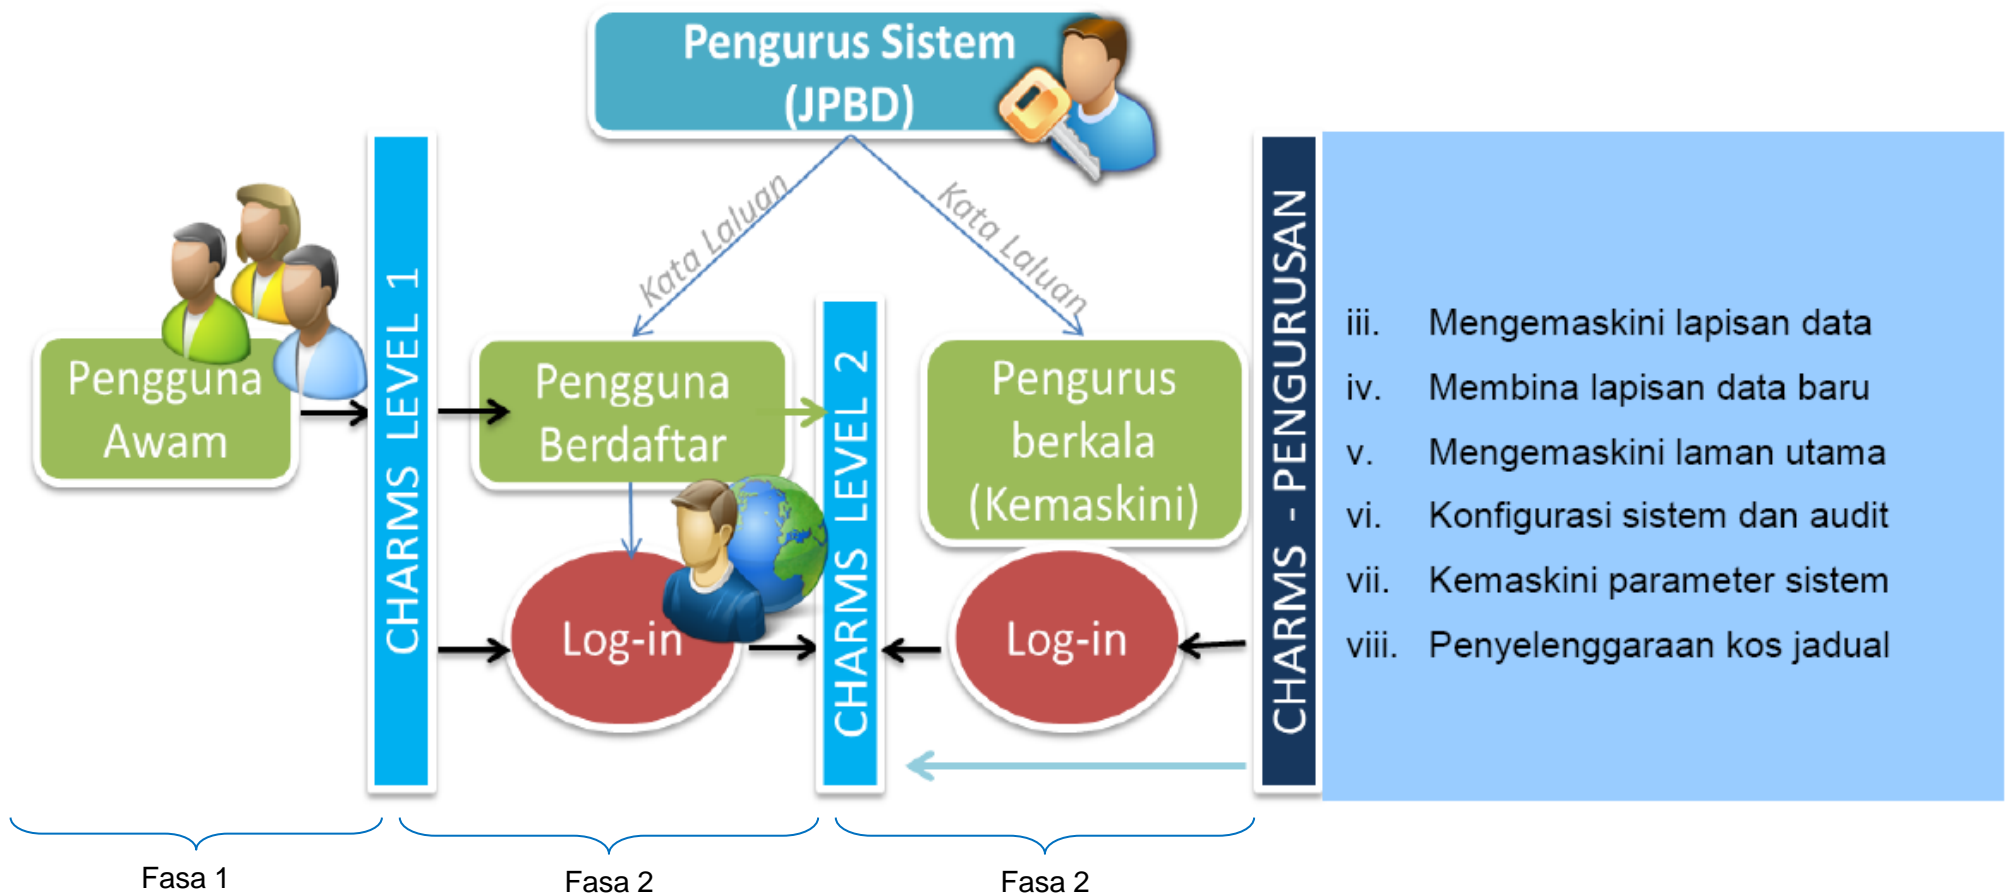 Pengurus Sistem
(JPBD)
Kata Laluan
Kata Laluan
Pengguna
Awam
CHARMS LEVEL 1
Pengguna
Berdaftar
Log-in
CHARMS LEVEL 2
Pengurus
berkala
(Kemaskini)
Log-in
CHARMS - PENGURUSAN
iii. Mengemaskini lapisan data
iv. Membina lapisan data baru
v. Mengemaskini laman utama
vi. Konfigurasi sistem dan audit
vii. Kemaskini parameter sistem
viii. Penyelenggaraan kos jadual
Fasa 1
Fasa 2
Fasa 2